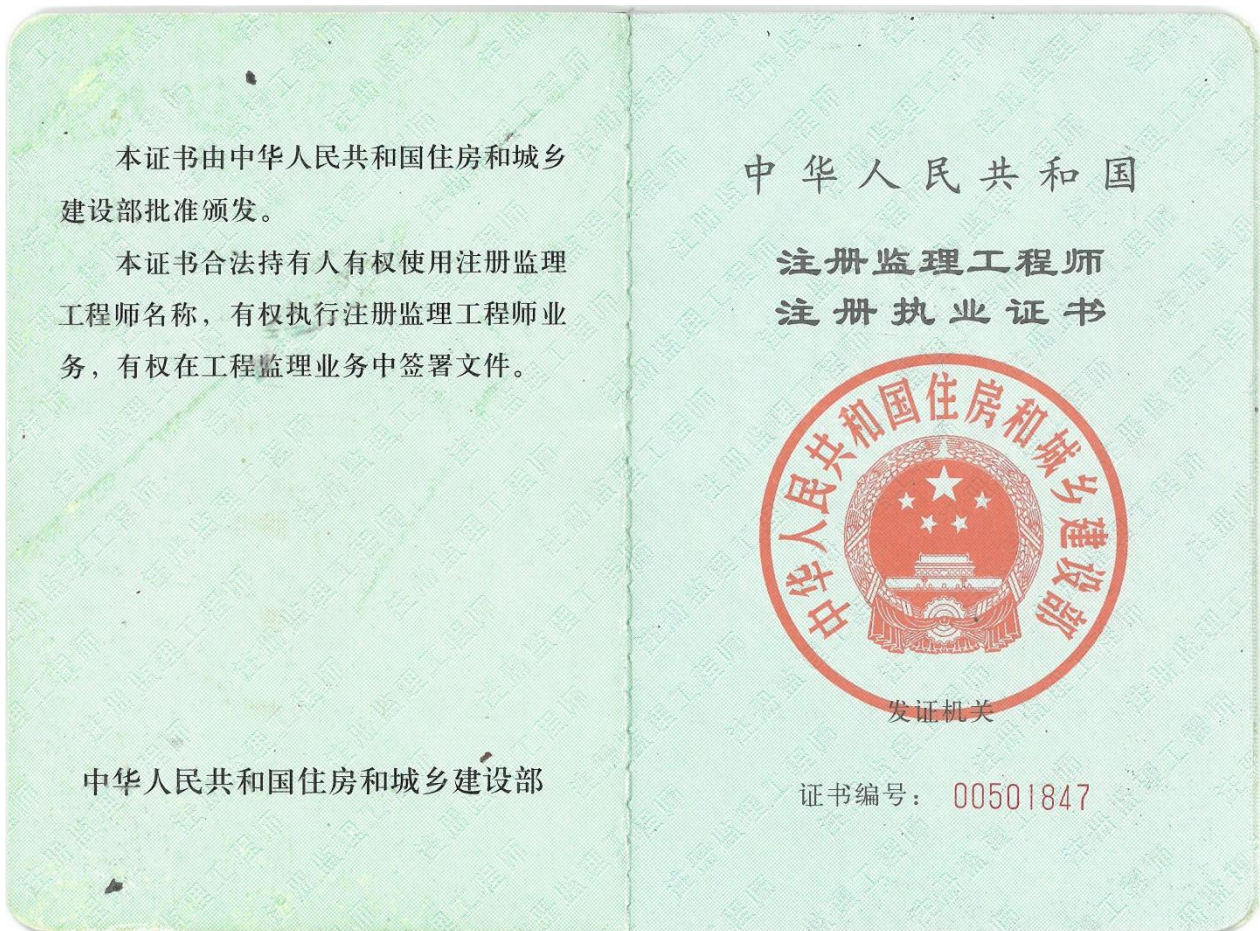 本证书由中华人民共和国住房和城乡
建设部批准颁发。
本证书合法持有人有权使用注册监理
工程师名称，有权执行注册监理工程师业
务，有权在工程监理业务中签署文件。
中华人民共和国住房和城乡建设部
中华人民共和国
注册监理工程师
注册执业证书
中华人民共和国住房和城乡建设部
发证机关
证书编号： 00501847